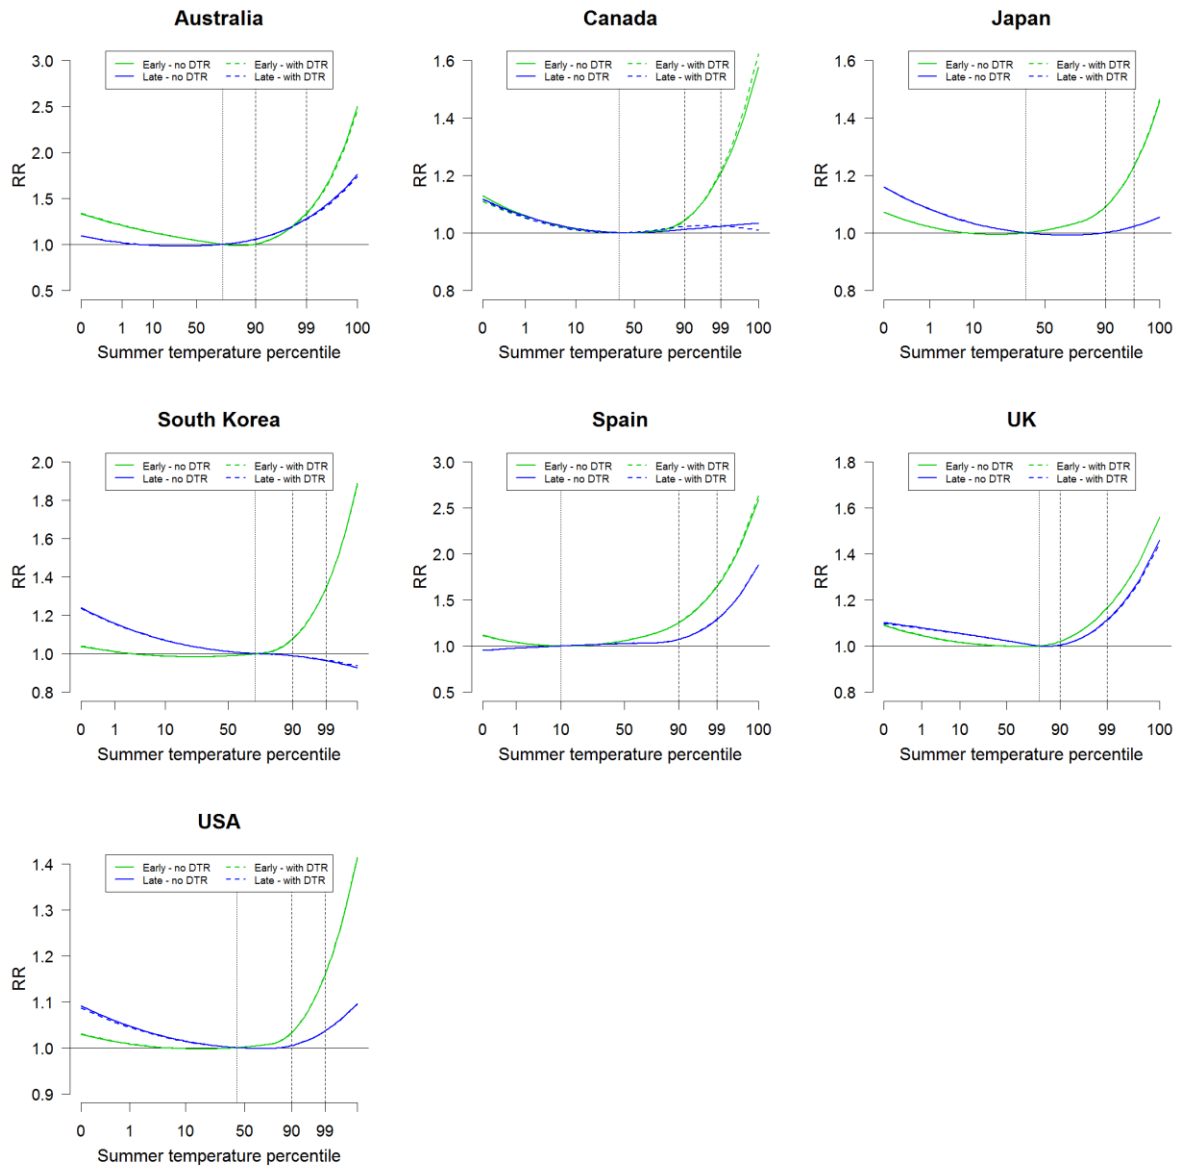 Australia
Early - no DTR Early - with DTR
Late - no DTR Late - with DTR
3.0
2.5
2.0
1.5
1.0
0.5
RR
0 1 10 50 90 99 100
Summer temperature percentile
Canada
Early - no DTR Early - with DTR
Late - no DTR Late - with DTR
1.6
1.4
1.2
1.0
0.8
RR
0 1 10 50 90 99 100
Summer temperature percentile
Japan
Early - no DTR Early - with DTR
Late - no DTR Late - with DTR
1.6
1.4
1.2
1.0
0.8
RR
0 1 10 50 90 100
Summer temperature percentile
South Korea
Early - no DTR Early - with DTR
Late - no DTR Late - with DTR
2.0
1.8
1.6
1.4
1.2
1.0
0.8
RR
0 1 10 50 90 99
Summer temperature percentile
Spain
Early - no DTR Early - with DTR
Late - no DTR Late - with DTR
3.0
2.5
2.0
1.5
1.0
0.5
RR
0 1 10 50 90 99 100
Summer temperature percentile
UK
Early - no DTR Early - with DTR
Late - no DTR Late - with DTR
1.8
1.6
1.4
1.2
1.0
0.8
RR
0 1 10 50 90 99 100
Summer temperature percentile
USA
Early - no DTR Early - with DTR
Late - no DTR Late - with DTR
1.4
1.3
1.2
1.1
1.0
0.9
RR
0 1 10 50 90 99
Summer temperature percentile